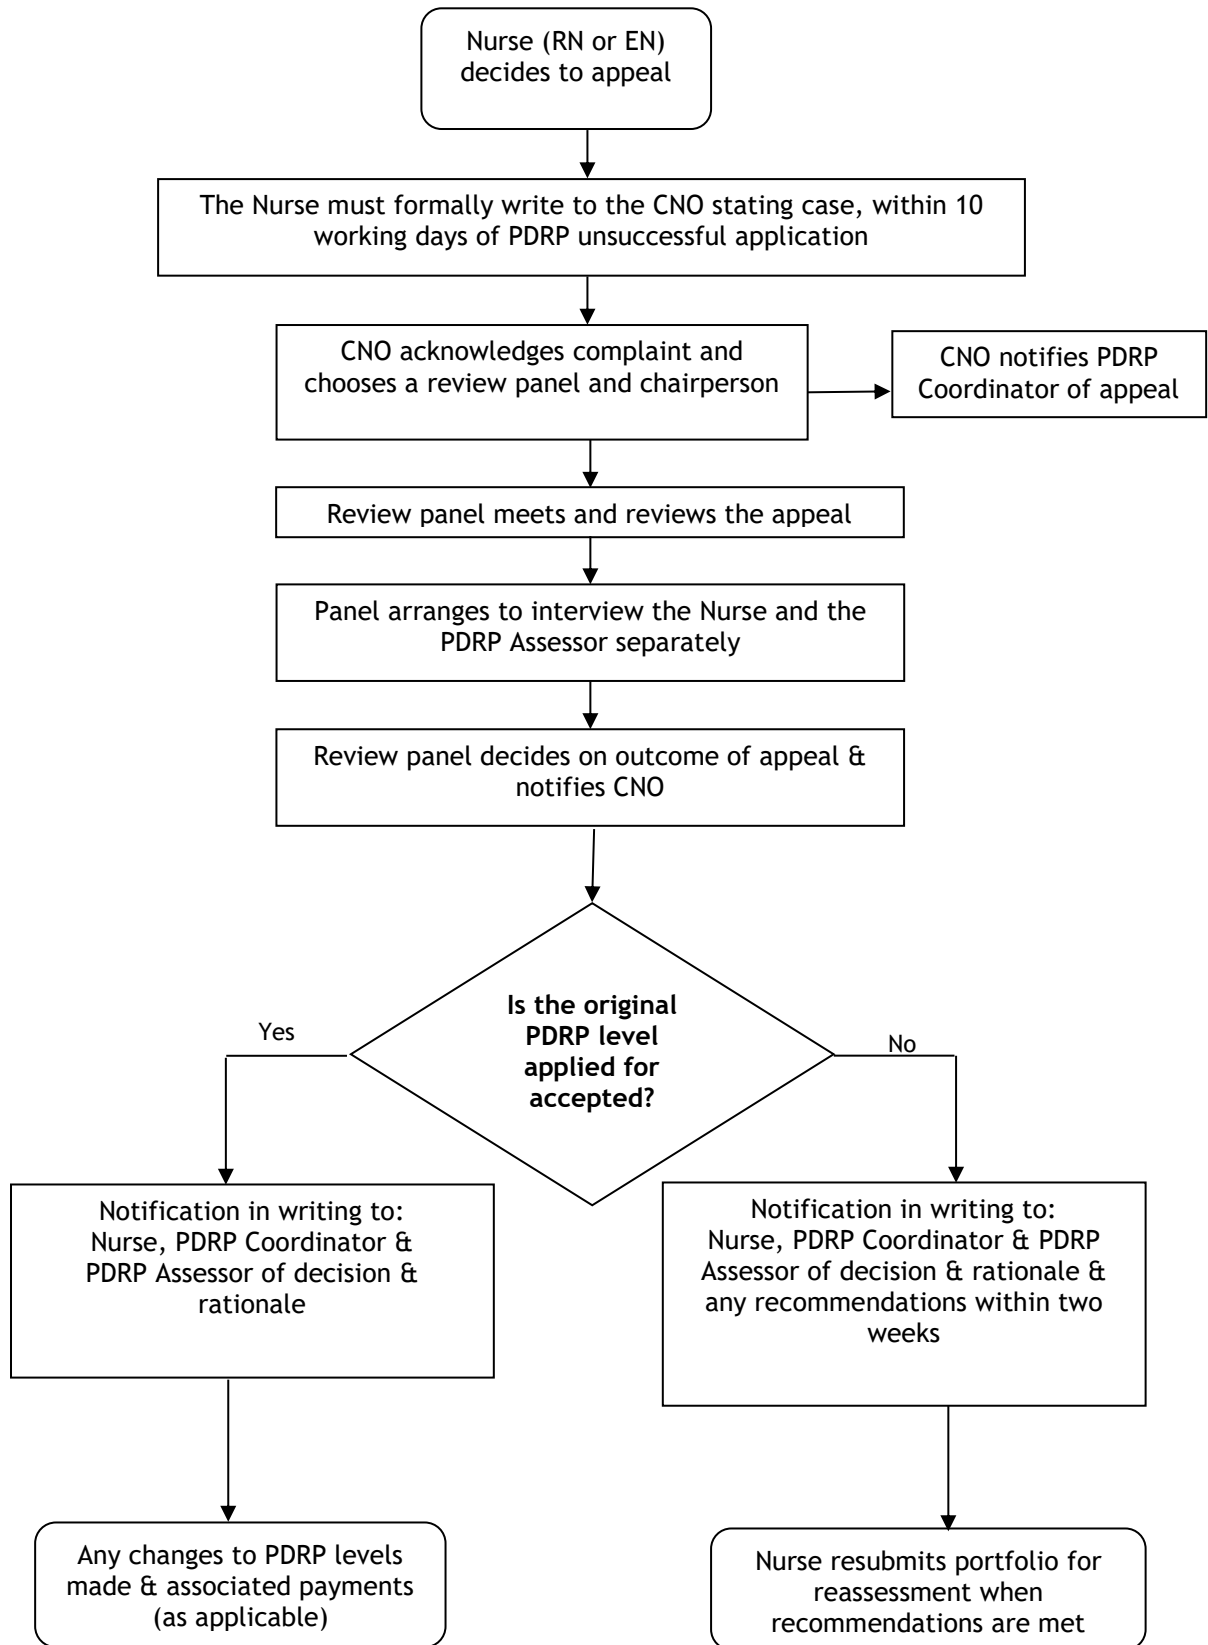 Nurse (RN or EN)
decides to appeal
The Nurse must formally write to the CNO stating case, within 10
working days of PDRP unsuccessful application
CNO acknowledges complaint and
chooses a review panel and chairperson
CNO notifies PDRP
Coordinator of appeal
Review panel meets and reviews the appeal
Panel arranges to interview the Nurse and the
PDRP Assessor separately
Review panel decides on outcome of appeal &
notifies CNO
Is the original
PDRP level
applied for
accepted?
Yes
No
Notification in writing to:
Nurse, PDRP Coordinator &
PDRP Assessor of decision &
rationale
Notification in writing to:
Nurse, PDRP Coordinator & PDRP
Assessor of decision & rationale &
any recommendations within two
weeks
Any changes to PDRP levels
made & associated payments
(as applicable)
Nurse resubmits portfolio for
reassessment when
recommendations are met